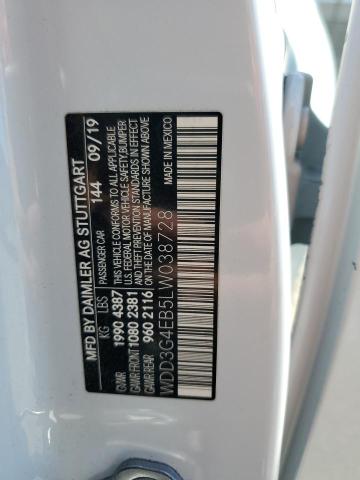 MFD BY DAIMLER AG STUTTGART
PASSENGER CAR 144 09/19
KG LBS
GVWR 1990 4387
GAWR FRONT 1080 2381
GAWR REAR 960 2116
THIS VEHICLE CONFORMS TO ALL APPLICABLE
U.S. FEDERAL MOTOR VEHICLE SAFETY, BUMPER
AND THEFT PREVENTION STANDARDS IN EFFECT ON
THE DATE OF MANUFACTURE SHOWN ABOVE
WDD3G4EB5LW038728
MADE IN MEXICO